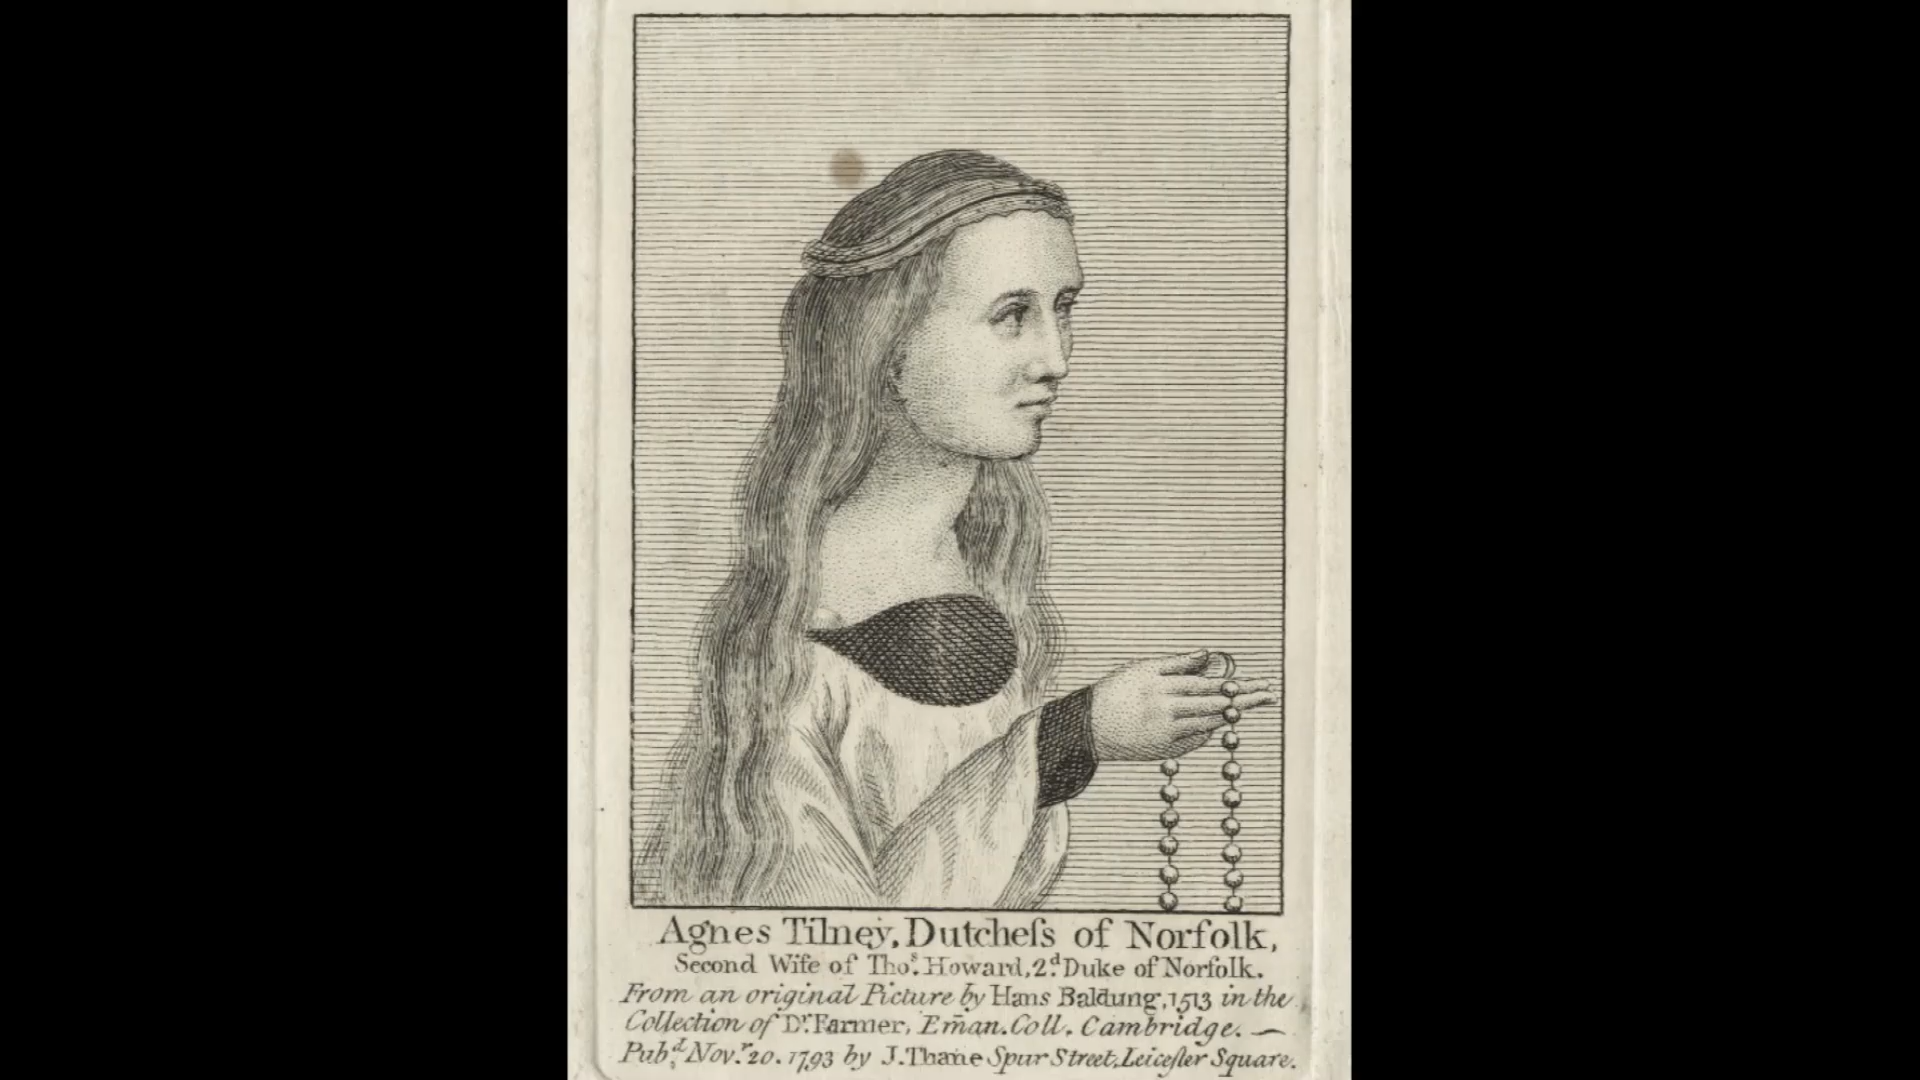 Agnes Tilney, Dutcheſs of Norfolk,
Second Wife of Thoˢ. Howard, 2ᵈ. Duke of Norfolk.
From an original Picture by Hans Baldung, 1513 in the
Collection of Dʳ. Farmer, Em̄an. Coll. Cambridge. —
Pubᵈ. Novʳ. 20. 1793 by J. Thane Spur Street, Leiceſter Square.